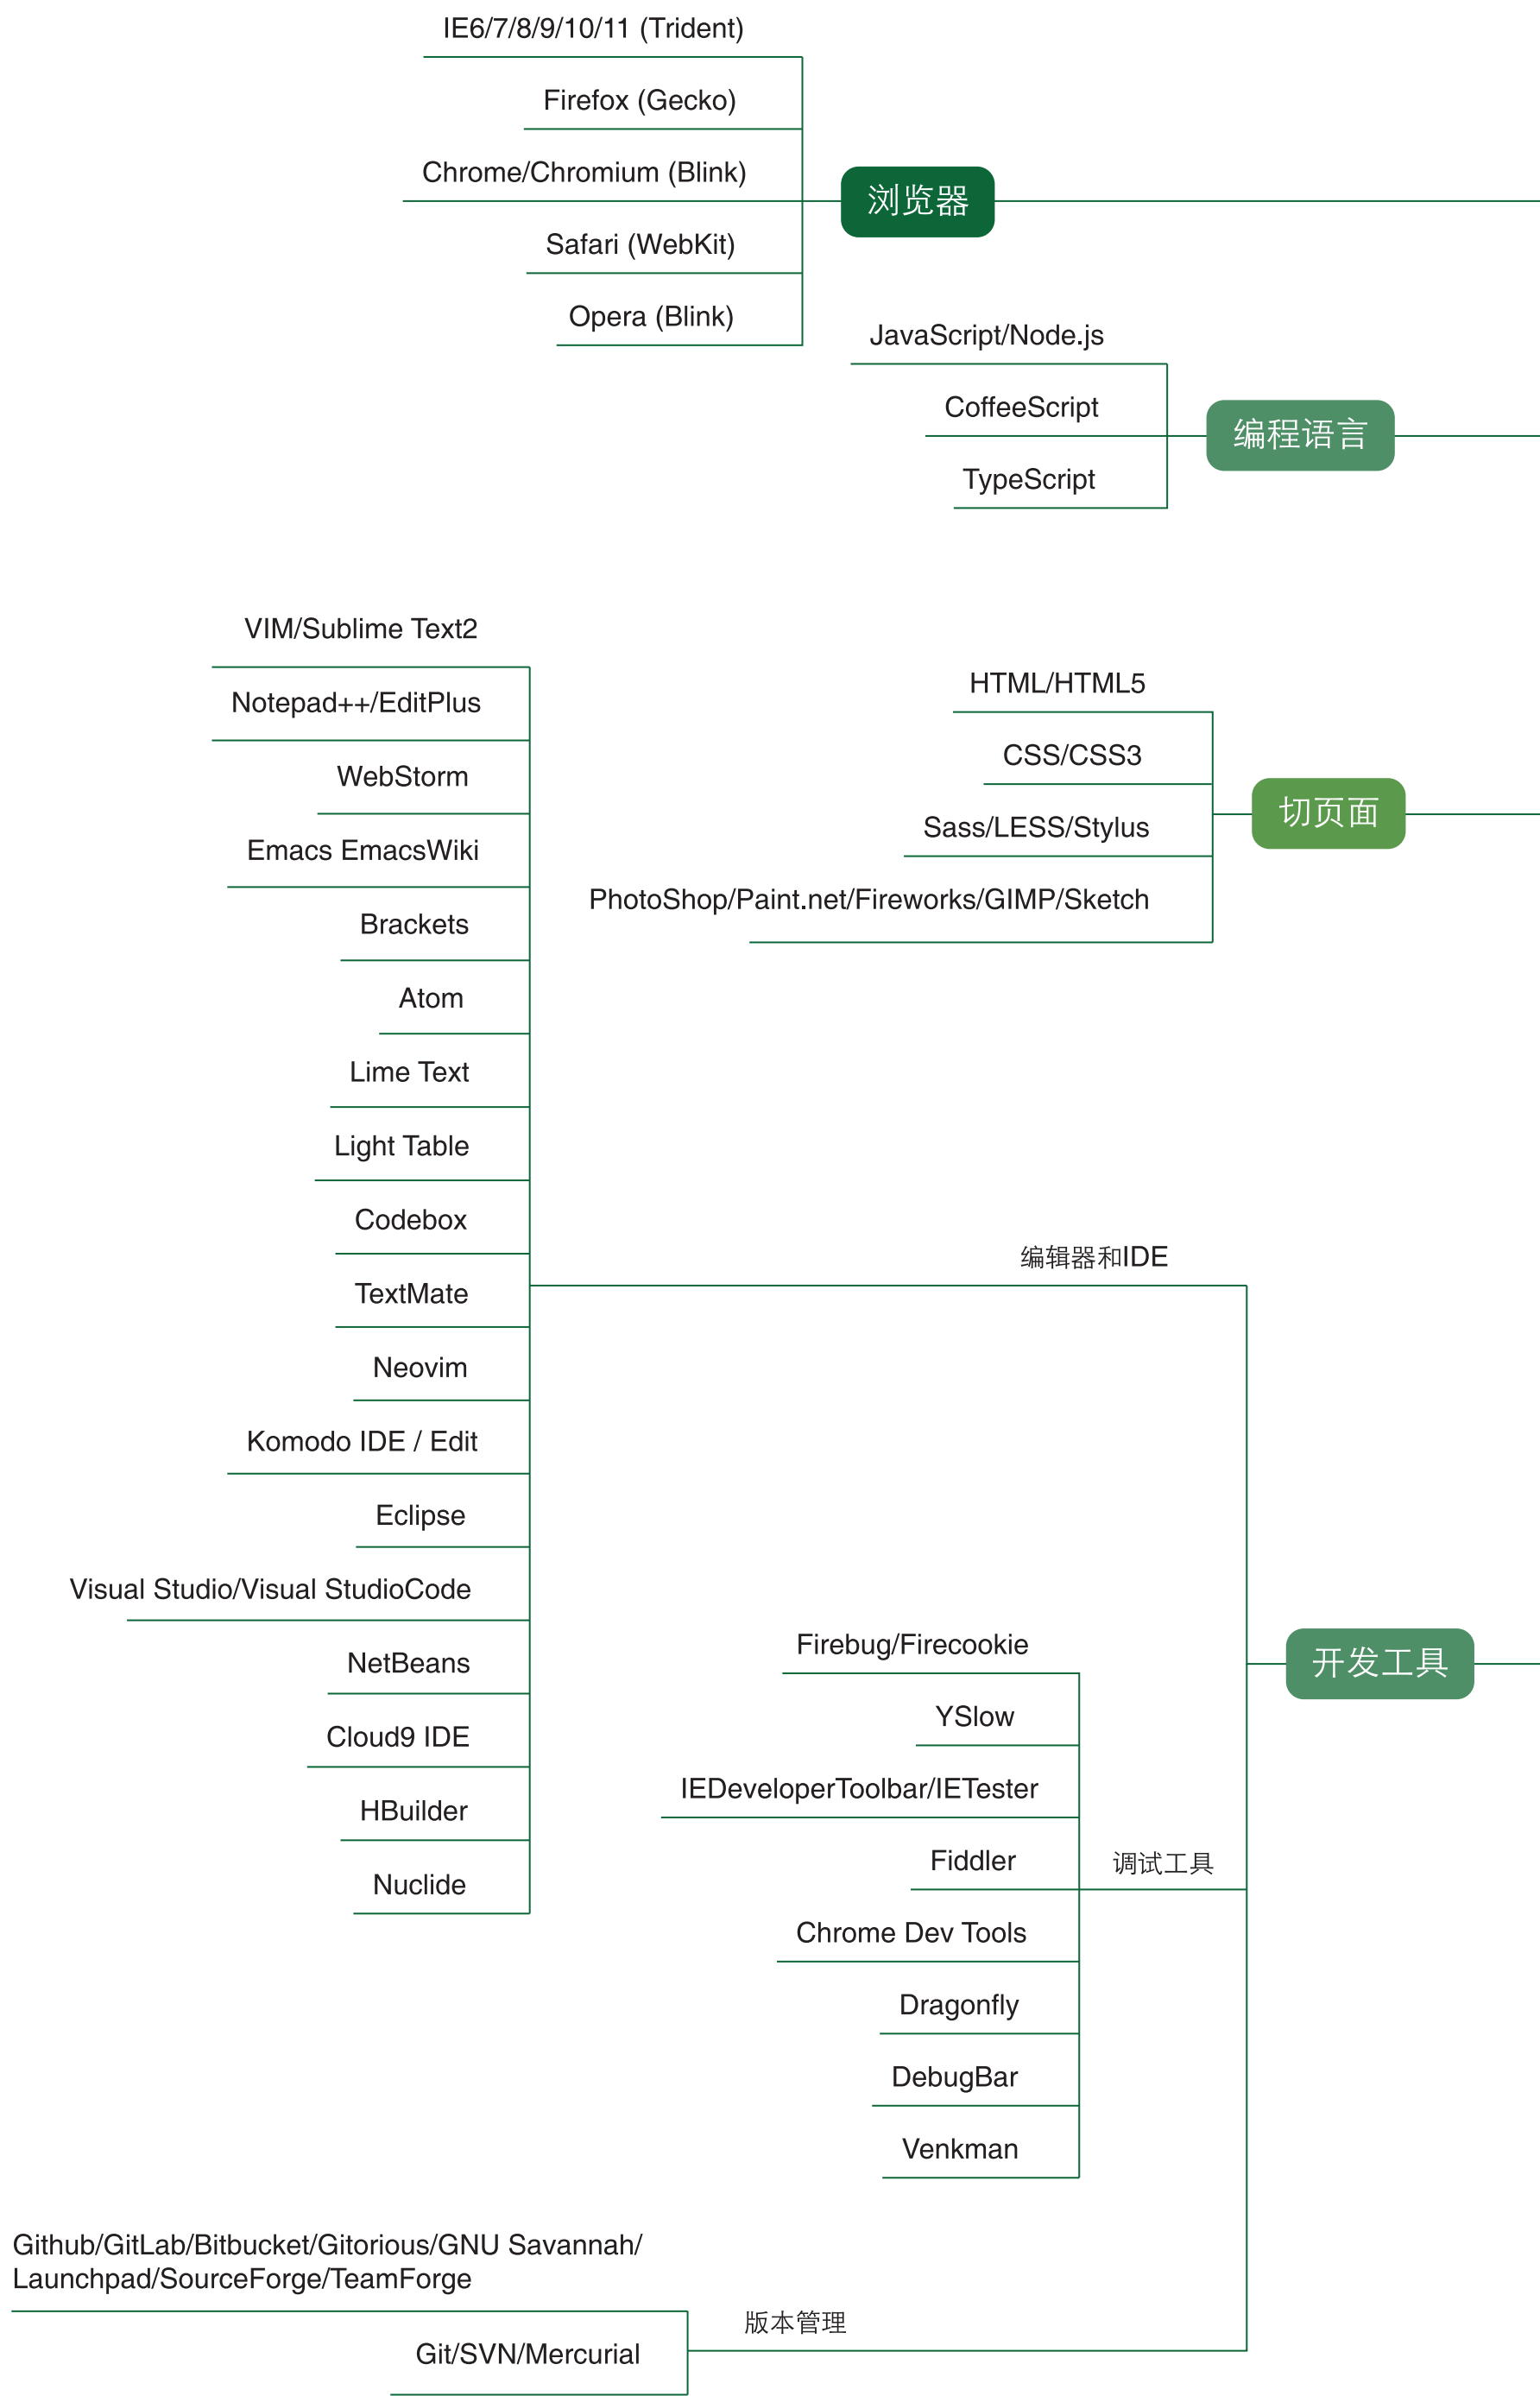 IE6/7/8/9/10/11 (Trident)
Firefox (Gecko)
Chrome/Chromium (Blink)
Safari (WebKit)
Opera (Blink)
浏览器
JavaScript/Node.js
CoffeeScript
TypeScript
编程语言
HTML/HTML5
CSS/CSS3
Sass/LESS/Stylus
PhotoShop/Paint.net/Fireworks/GIMP/Sketch
切页面
VIM/Sublime Text2
Notepad++/EditPlus
WebStorm
Emacs EmacsWiki
Brackets
Atom
Lime Text
Light Table
Codebox
TextMate
Neovim
Komodo IDE / Edit
Eclipse
Visual Studio/Visual StudioCode
NetBeans
Cloud9 IDE
HBuilder
Nuclide
编辑器和IDE
Firebug/Firecookie
YSlow
IEDeveloperToolbar/IETester
Fiddler
Chrome Dev Tools
Dragonfly
DebugBar
Venkman
调试工具
开发工具
Github/GitLab/Bitbucket/Gitorious/GNU Savannah/
Launchpad/SourceForge/TeamForge
Git/SVN/Mercurial
版本管理